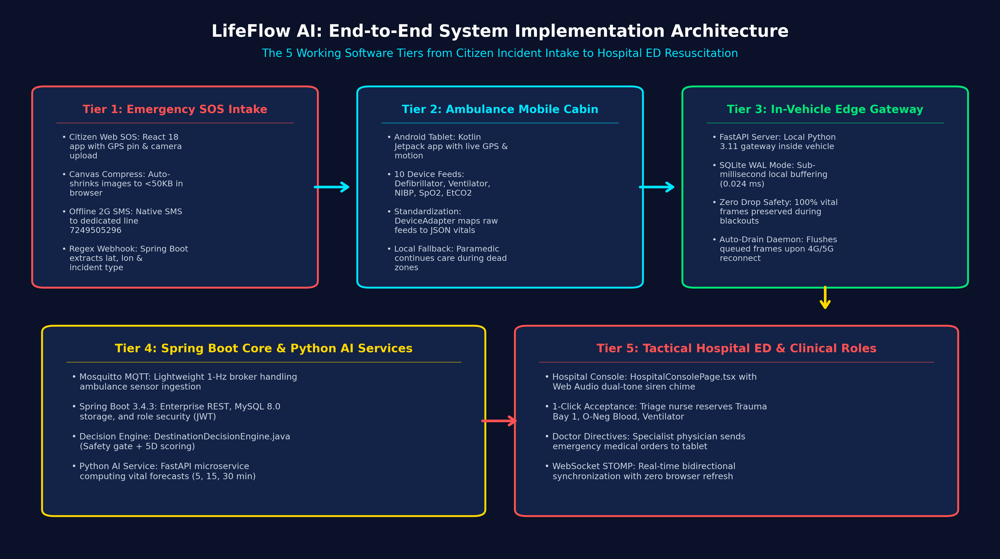 LifeFlow AI: End-to-End System Implementation Architecture
The 5 Working Software Tiers from Citizen Incident Intake to Hospital ED Resuscitation
Tier 1: Emergency SOS Intake
• Citizen Web SOS: React 18
app with GPS pin & camera
upload
• Canvas Compress: Auto-
shrinks images to <50KB in
browser
• Offline 2G SMS: Native SMS
to dedicated line
7249505296
• Regex Webhook: Spring Boot
extracts lat, lon &
incident type
Tier 2: Ambulance Mobile Cabin
• Android Tablet: Kotlin
Jetpack app with live GPS &
motion
• 10 Device Feeds:
Defibrillator, Ventilator,
NIBP, SpO2, EtCO2
• Standardization:
DeviceAdapter maps raw
feeds to JSON vitals
• Local Fallback: Paramedic
continues care during dead
zones
Tier 3: In-Vehicle Edge Gateway
• FastAPI Server: Local Python
3.11 gateway inside vehicle
• SQLite WAL Mode: Sub-
millisecond local buffering
(0.024 ms)
• Zero Drop Safety: 100% vital
frames preserved during
blackouts
• Auto-Drain Daemon: Flushes
queued frames upon 4G/5G
reconnect
Tier 4: Spring Boot Core & Python AI Services
• Mosquitto MQTT: Lightweight 1-Hz broker handling
ambulance sensor ingestion
• Spring Boot 3.4.3: Enterprise REST, MySQL 8.0
storage, and role security (JWT)
• Decision Engine: DestinationDecisionEngine.java
(Safety gate + 5D scoring)
• Python AI Service: FastAPI microservice
computing vital forecasts (5, 15, 30 min)
Tier 5: Tactical Hospital ED & Clinical Roles
• Hospital Console: HospitalConsolePage.tsx with
Web Audio dual-tone siren chime
• 1-Click Acceptance: Triage nurse reserves Trauma
Bay 1, O-Neg Blood, Ventilator
• Doctor Directives: Specialist physician sends
emergency medical orders to tablet
• WebSocket STOMP: Real-time bidirectional
synchronization with zero browser refresh